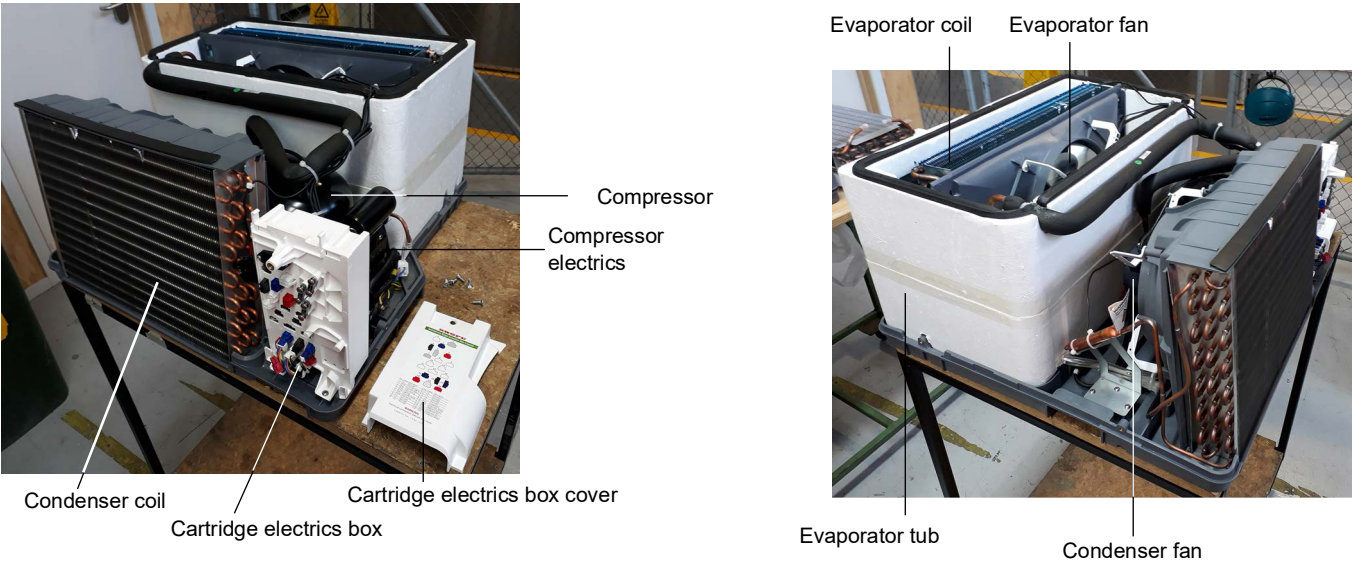 Evaporator coil
Evaporator fan
Compressor
Compressor
electrics
Condenser coil
Cartridge electrics box cover
Cartridge electrics box
Evaporator tub
Condenser fan